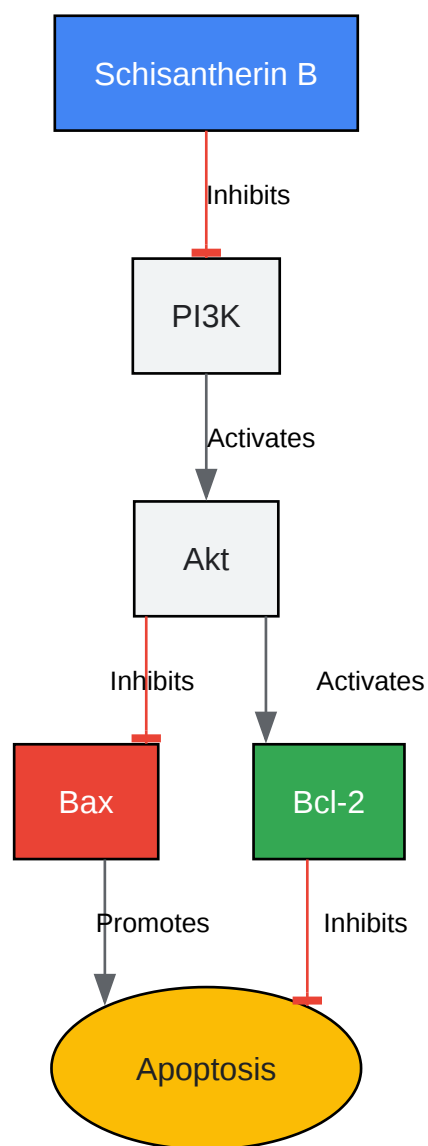 Schisantherin B
Inhibits
PI3K
Activates
Akt
Inhibits
Activates
Bax
Bcl-2
Promotes
Inhibits
Apoptosis